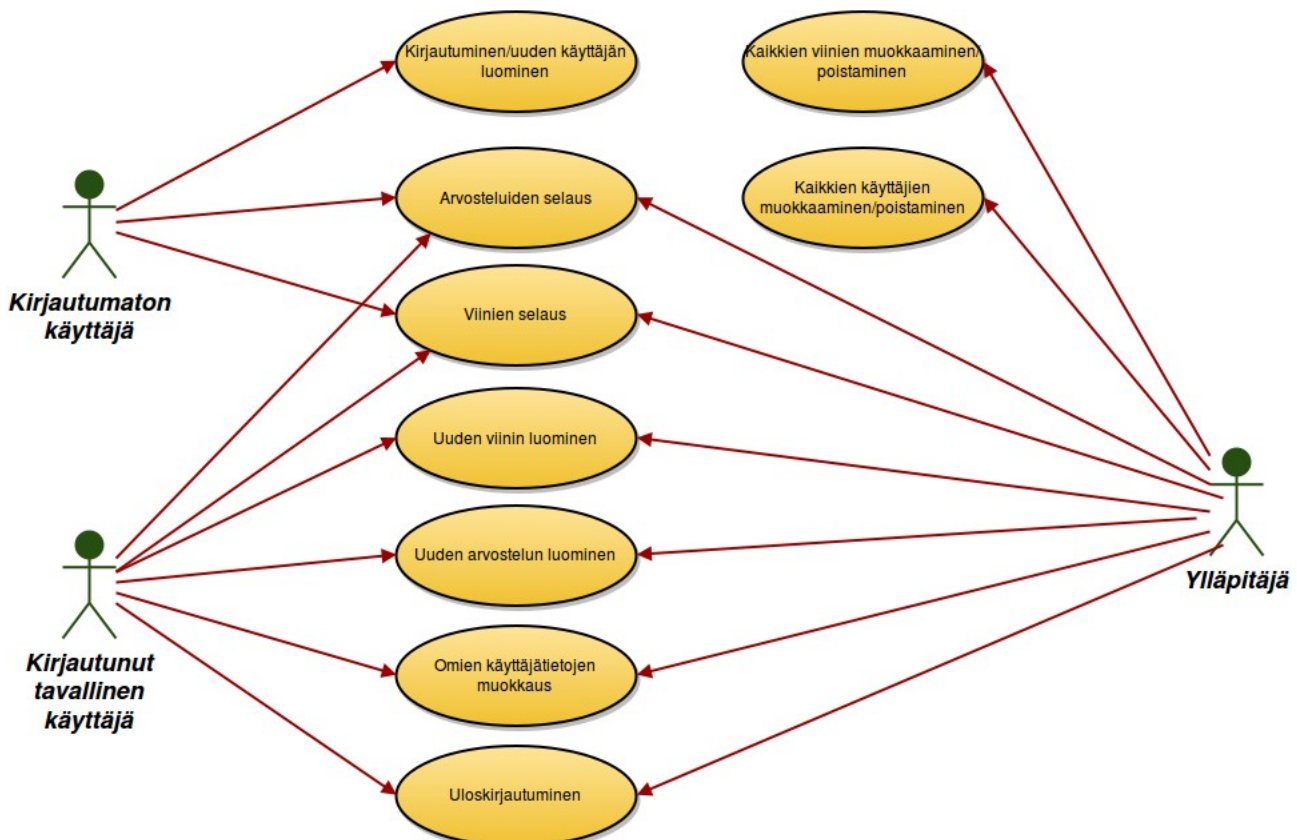 Kirjautuminen/uuden käyttäjän
luominen
Kaikkien viinien muokkaaminen/
poistaminen
Arvosteluiden selaus
Kaikkien käyttäjien
muokkaaminen/poistaminen
Kirjautumaton
käyttäjä
Viinien selaus
Uuden viinin luominen
Uuden arvostelun luominen
Ylläpitäjä
Kirjautunut
tavallinen
käyttäjä
Omien käyttäjätietojen
muokkaus
Uloskirjautuminen